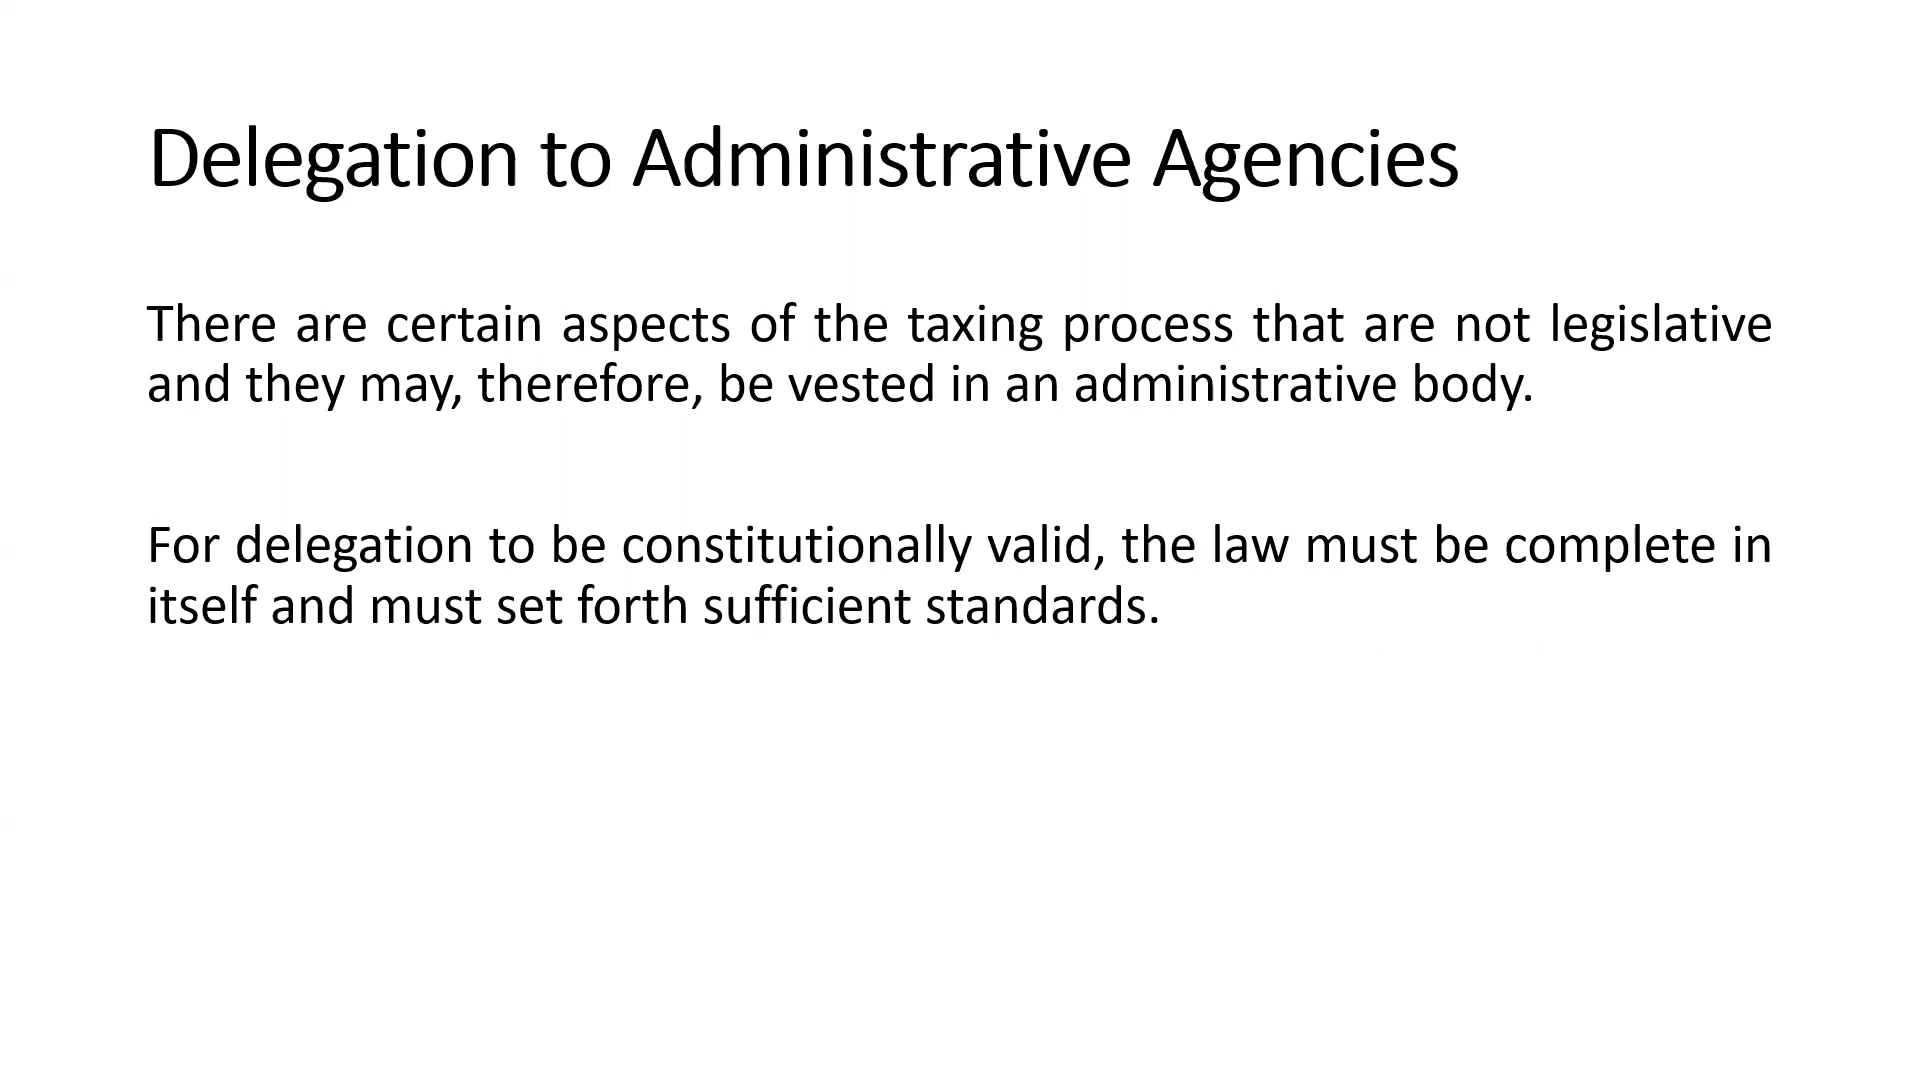 Delegation to Administrative Agencies
There are certain aspects of the taxing process that are not legislative
and they may, therefore, be vested in an administrative body.
For delegation to be constitutionally valid, the law must be complete in
itself and must set forth sufficient standards.